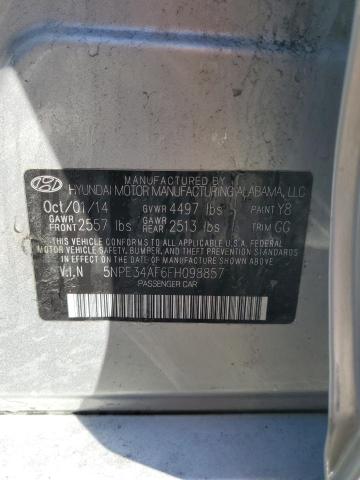 MANUFACTURED BY
HYUNDAI MOTOR MANUFACTURING ALABAMA, LLC
Oct/01/14 GVWR 4497 lbs PAINT Y8
GAWR FRONT 2557 lbs GAWR REAR 2513 lbs TRIM GG
THIS VEHICLE CONFORMS TO ALL APPLICABLE FEDERAL
MOTOR VEHICLE SAFETY, BUMPER, AND THEFT PREVENTION
STANDARDS IN EFFECT ON THE DATE OF MANUFACTURE SHOWN ABOVE.
V.I.N 5NPE34AF6FH098857
PASSENGER CAR